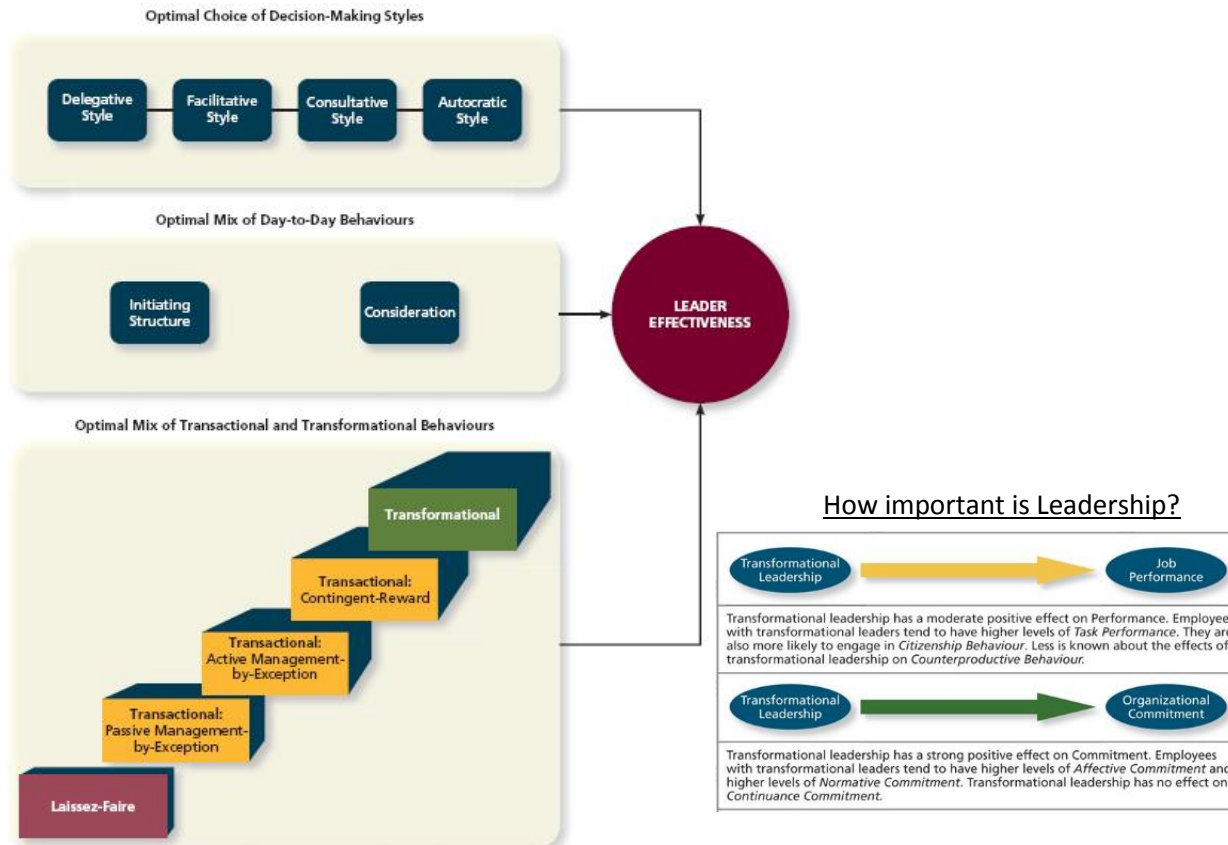 Optimal Choice of Decision-Making Styles
Delegative
Style
Facilitative
Style
Consultative
Style
Autocratic
Style
Optimal Mix of Day-to-Day Behaviours
Initiating
Structure
Consideration
LEADER
EFFECTIVENESS
Optimal Mix of Transactional and Transformational Behaviours
Transformational
Transactional:
Contingent-Reward
Transactional:
Active Management-
by-Exception
Transactional:
Passive Management-
by-Exception
Laissez-Faire
How important is Leadership?
Transformational
Leadership
Job
Performance
Transformational leadership has a moderate positive effect on Performance. Employee
with transformational leaders tend to have higher levels of Task Performance. They are
also more likely to engage in Citizenship Behaviour. Less is known about the effects of
transformational leadership on Counterproductive Behaviour.
Transformational
Leadership
Organizational
Commitment
Transformational leadership has a strong positive effect on Commitment. Employees
with transformational leaders tend to have higher levels of Affective Commitment and
higher levels of Normative Commitment. Transformational leadership has no effect on
Continuance Commitment.